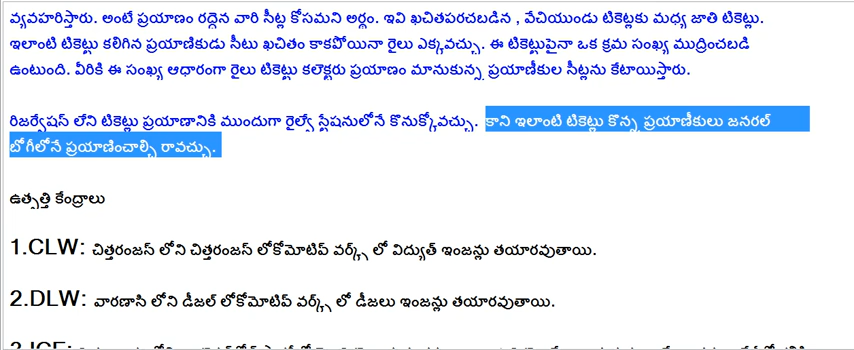 వ్యవహరిస్తారు. అంటే ప్రయాణం రద్దైన వారి సీట్ల కోసమని అర్థం. ఇవి ఖచితపరచబడిన , వేచియుండు టికెట్లకు మధ్య జాతి టికెట్లు.
ఇలాంటి టికెట్టు కలిగిన ప్రయాణికుడు సీటు ఖచితం కాకపోయినా రైలు ఎక్కవచ్చు. ఈ టికెట్టుపైనా ఒక క్రమ సంఖ్య ముద్రించబడి
ఉంటుంది. వీరికి ఈ సంఖ్య ఆధారంగా రైలు టికెట్టు కలెక్టరు ప్రయాణం మానుకున్న ప్రయాణీకుల సీట్లను కేటాయిస్తారు.
రిజర్వేషన్ లేని టికెట్లు ప్రయాణానికి ముందుగా రైల్వే స్టేషనులోనే కొనుక్కోవచ్చు. కాని ఇలాంటి టికెట్లు కొన్న ప్రయాణీకులు జనరల్
బోగీలోనే ప్రయాణించాల్సి రావచ్చు.
ఉత్పత్తి కేంద్రాలు
1.CLW: చిత్తరంజన్ లోని చిత్తరంజన్ లోకోమోటివ్ వర్క్స్ లో విద్యుత్ ఇంజన్లు తయారవుతాయి.
2.DLW: వారణాసి లోని డీజల్ లోకోమోటివ్ వర్క్స్ లో డీజలు ఇంజన్లు తయారవుతాయి.